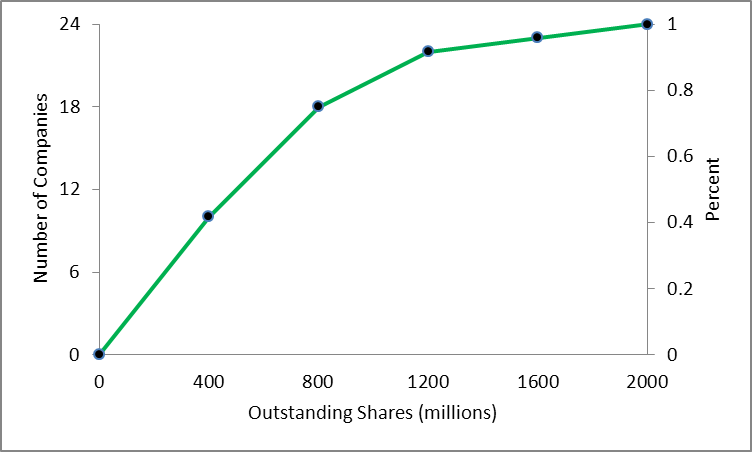 24
18
12
6
0
Number of Companies
1
0.8
0.6
0.4
0.2
0
Percent
0 400 800 1200 1600 2000
Outstanding Shares (millions)